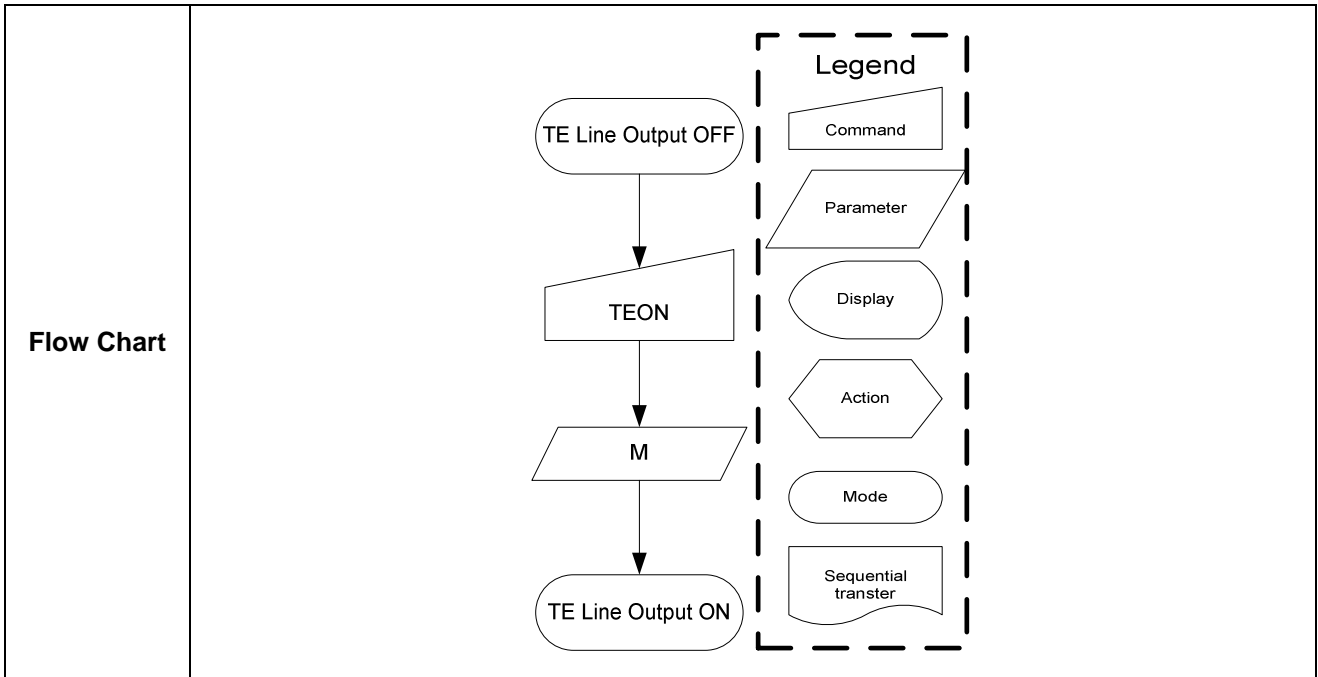 Flow Chart
TE Line Output OFF
TEON
M
TE Line Output ON
Legend
Command
Parameter
Display
Action
Mode
Sequential
transter